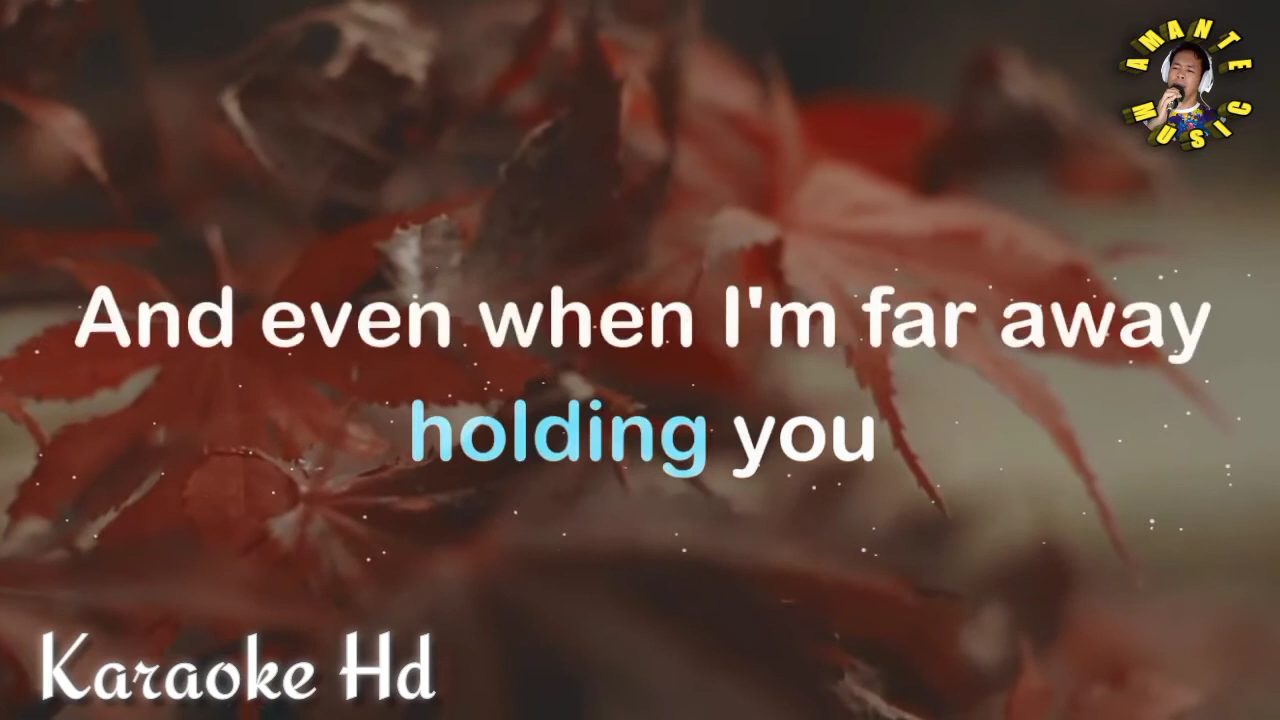 AMANTE
MUSIC
And even when I'm far away
holding you
Karaoke Hd